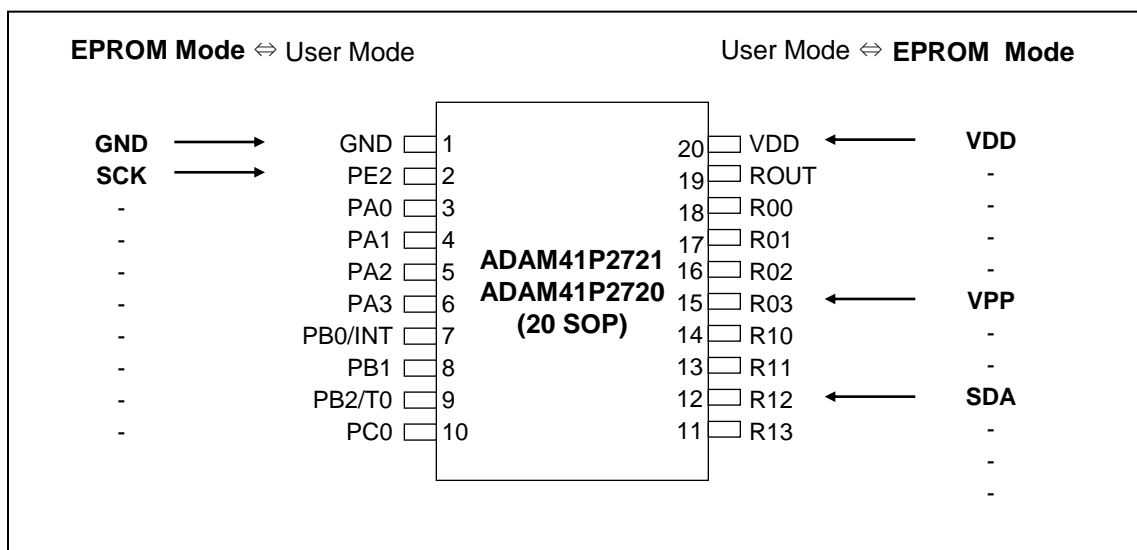 EPROM Mode ⇔ User Mode User Mode ⇔ EPROM Mode
GND GND 1 20 VDD VDD
SCK PE2 2 19 ROUT -
- PA0 3 18 R00 -
- PA1 4 17 R01 -
- PA2 5 16 R02 -
- PA3 6 15 R03 VPP
- PB0/INT 7 14 R10 -
- PB1 8 13 R11 -
- PB2/T0 9 12 R12 SDA
- PC0 10 11 R13 -
-
-
ADAM41P2721
ADAM41P2720
(20 SOP)